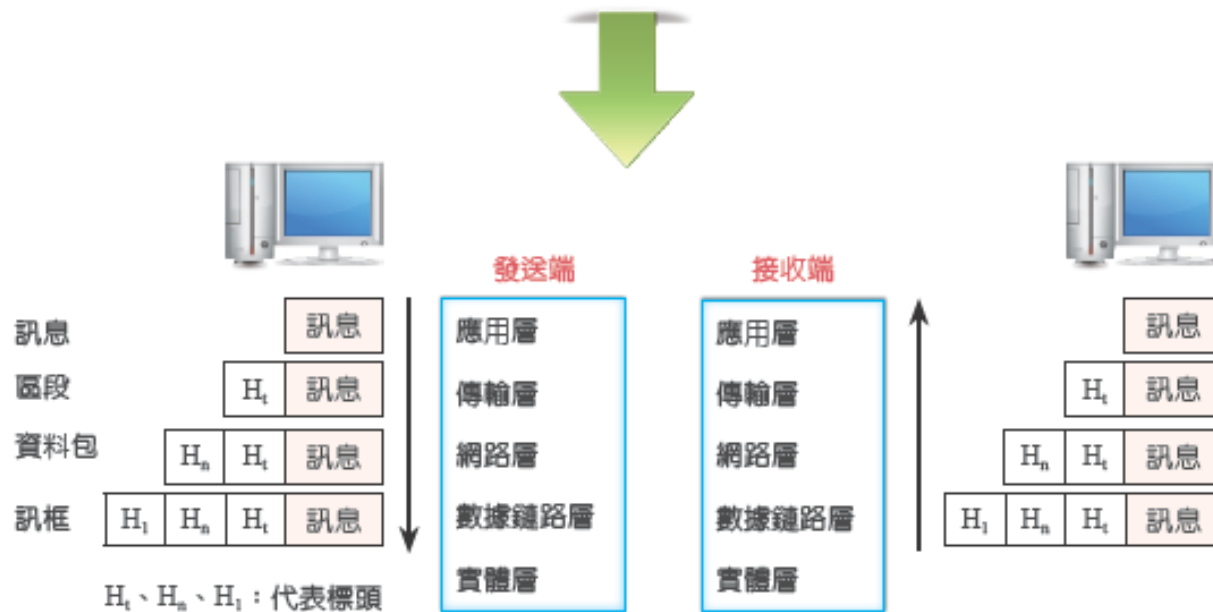 發送端 接收端
訊息 訊息 應用層 應用層 訊息
區段 Hₜ 訊息 傳輸層 傳輸層 Hₜ 訊息
資料包 Hₙ Hₜ 訊息 網路層 網路層 Hₙ Hₜ 訊息
訊框 H₁ Hₙ Hₜ 訊息 數據鏈路層 數據鏈路層 H₁ Hₙ Hₜ 訊息
Hₜ、Hₙ、H₁：代表標頭 實體層 實體層